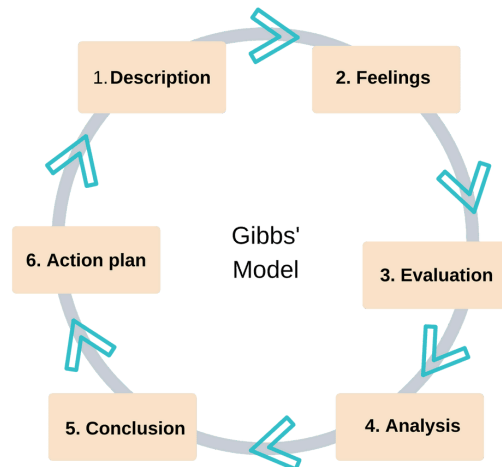 1. Description
2. Feelings
3. Evaluation
4. Analysis
5. Conclusion
6. Action plan
Gibbs'
Model